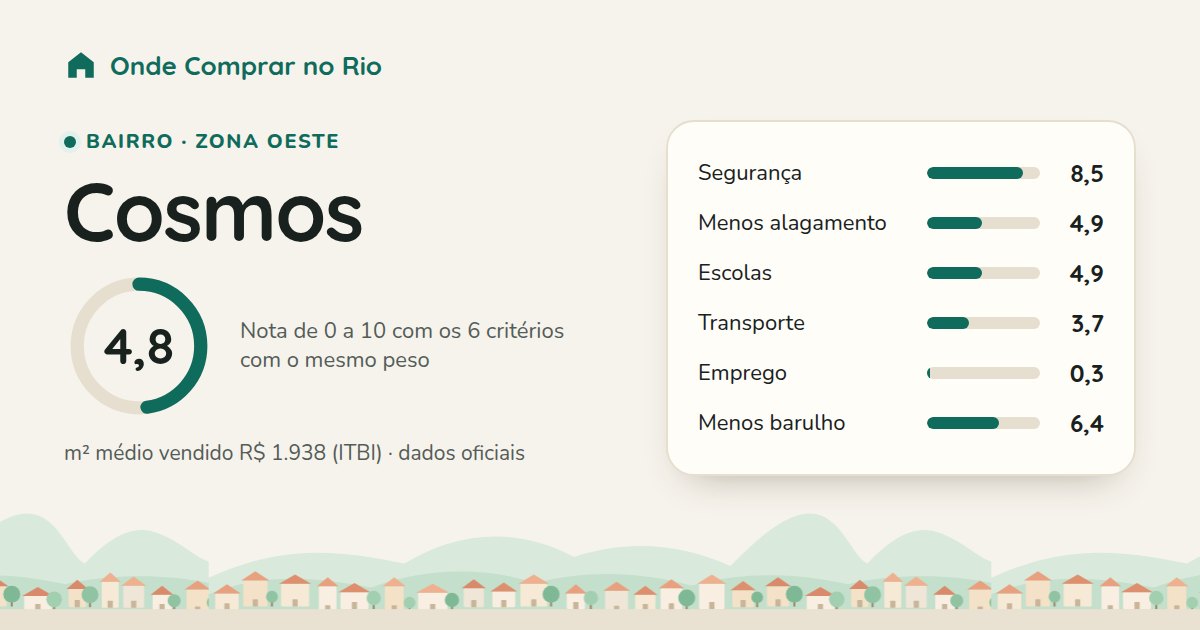 Onde Comprar no Rio
BAIRRO · ZONA OESTE
Cosmos
4,8
Nota de 0 a 10 com os 6 critérios
com o mesmo peso
m² médio vendido R$ 1.938 (ITBI) · dados oficiais
Segurança 8,5
Menos alagamento 4,9
Escolas 4,9
Transporte 3,7
Emprego 0,3
Menos barulho 6,4